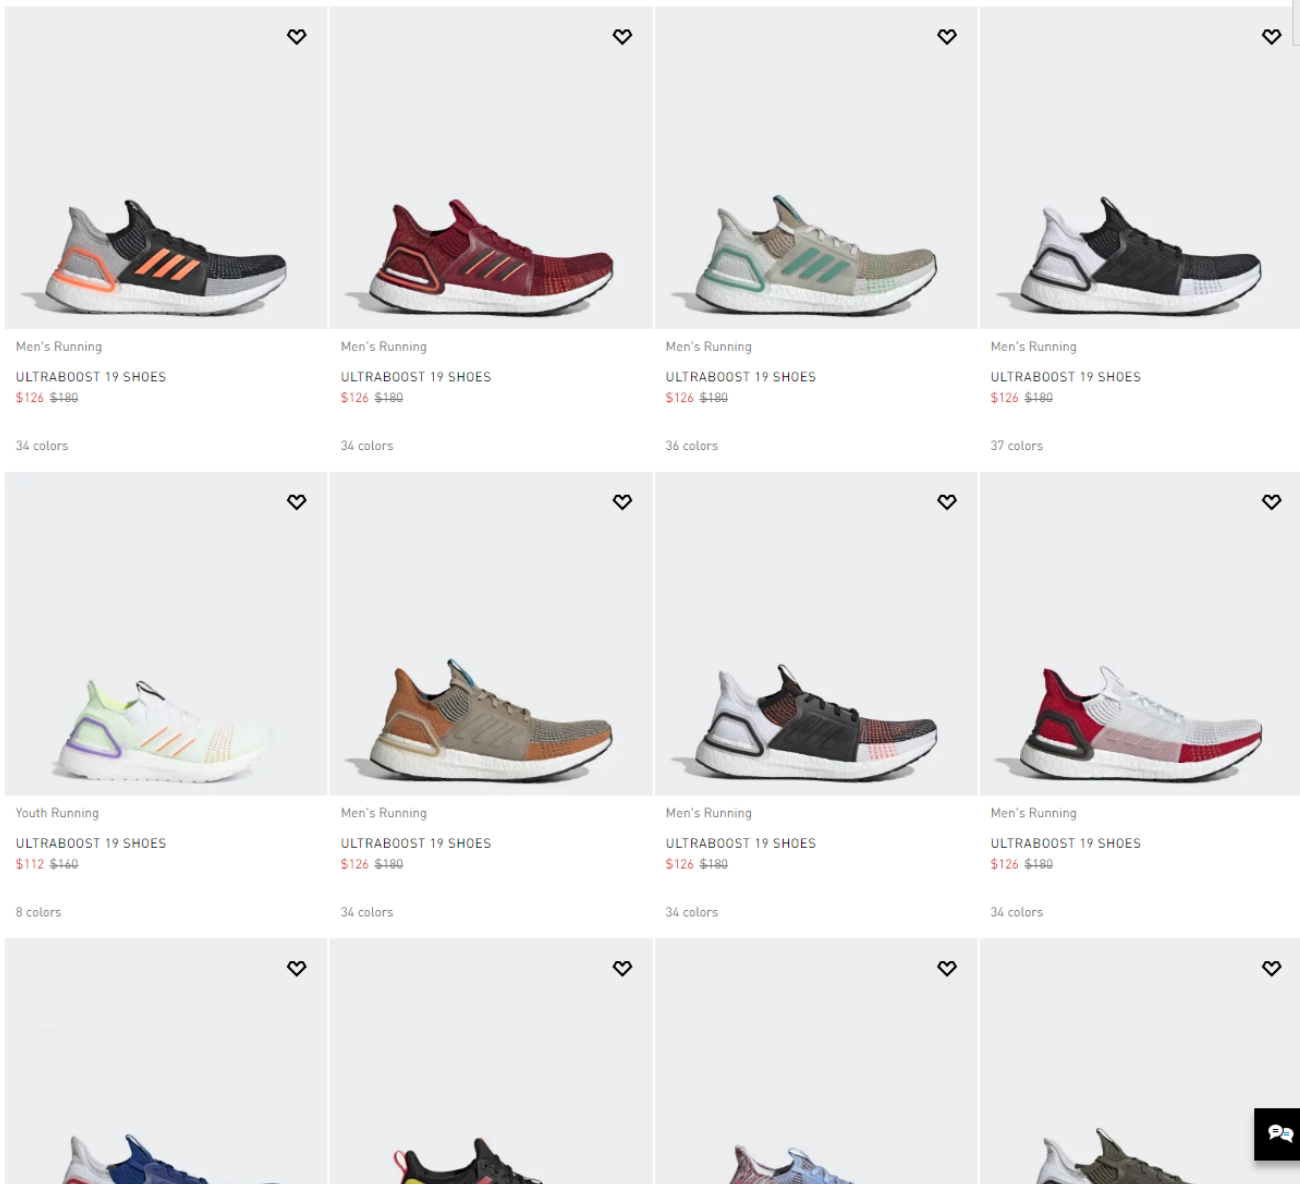 Men's Running
ULTRABOOST 19 SHOES
$126 $180
34 colors
Men's Running
ULTRABOOST 19 SHOES
$126 $180
34 colors
Men's Running
ULTRABOOST 19 SHOES
$126 $180
36 colors
Men's Running
ULTRABOOST 19 SHOES
$126 $180
37 colors
Youth Running
ULTRABOOST 19 SHOES
$112 $160
8 colors
Men's Running
ULTRABOOST 19 SHOES
$126 $180
34 colors
Men's Running
ULTRABOOST 19 SHOES
$126 $180
34 colors
Men's Running
ULTRABOOST 19 SHOES
$126 $180
34 colors